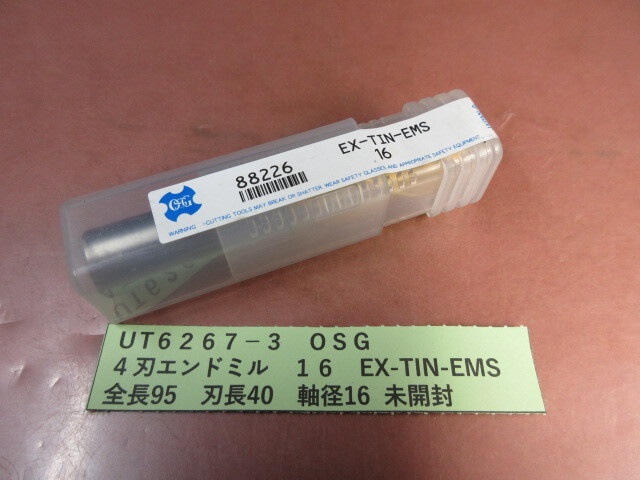 EX-TIN-EMS
16
88226
OSG
WARNING -CUTTING TOOLS MAY BREAK OR SHATTER. WEAR SAFETY GLASSES AND APPROPRIATE SAFETY EQUIPMENT.
UT6267-3 OSG
4刃エンドミル 16 EX-TIN-EMS
全長95 刃長40 軸径16 未開封